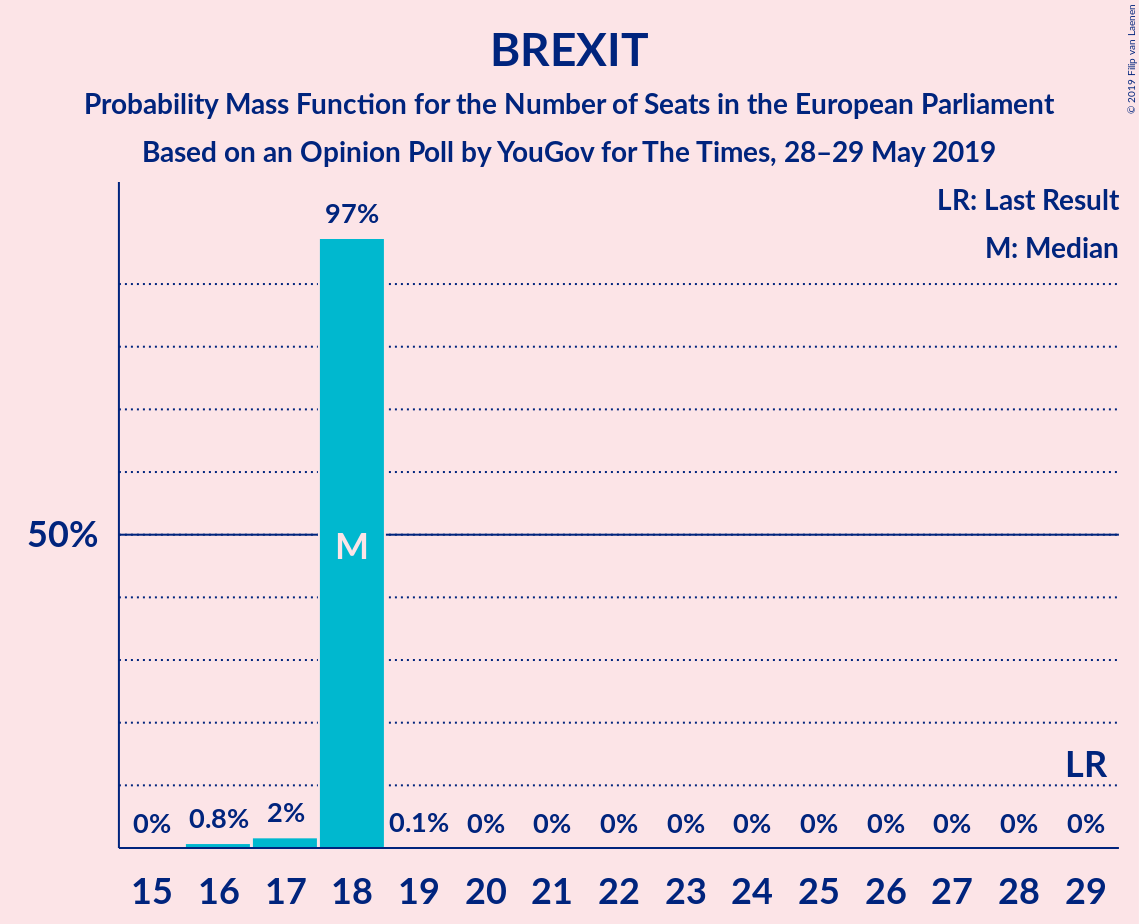 BREXIT
Probability Mass Function for the Number of Seats in the European Parliament
Based on an Opinion Poll by YouGov for The Times, 28–29 May 2019
© 2019 Filip van Laenen
LR: Last Result
M: Median
97%
50%
M
LR
0% 0.8% 2% 0.1% 0% 0% 0% 0% 0% 0% 0% 0% 0% 0%
15 16 17 18 19 20 21 22 23 24 25 26 27 28 29